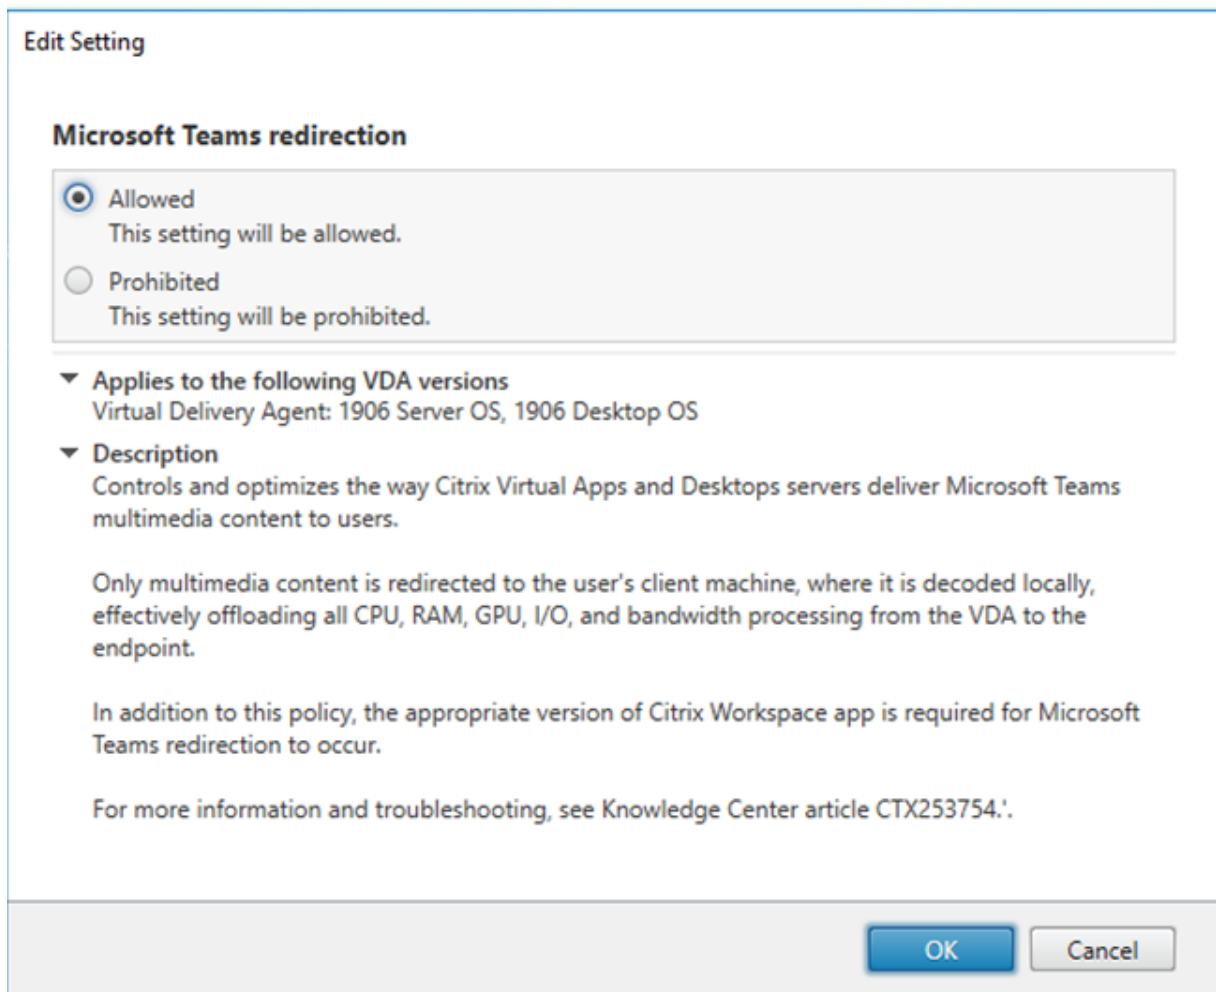 Edit Setting
Microsoft Teams redirection
Allowed
This setting will be allowed.
Prohibited
This setting will be prohibited.
Applies to the following VDA versions
Virtual Delivery Agent: 1906 Server OS, 1906 Desktop OS
Description
Controls and optimizes the way Citrix Virtual Apps and Desktops servers deliver Microsoft Teams
multimedia content to users.
Only multimedia content is redirected to the user's client machine, where it is decoded locally,
effectively offloading all CPU, RAM, GPU, I/O, and bandwidth processing from the VDA to the
endpoint.
In addition to this policy, the appropriate version of Citrix Workspace app is required for Microsoft
Teams redirection to occur.
For more information and troubleshooting, see Knowledge Center article CTX253754.'.
OK
Cancel